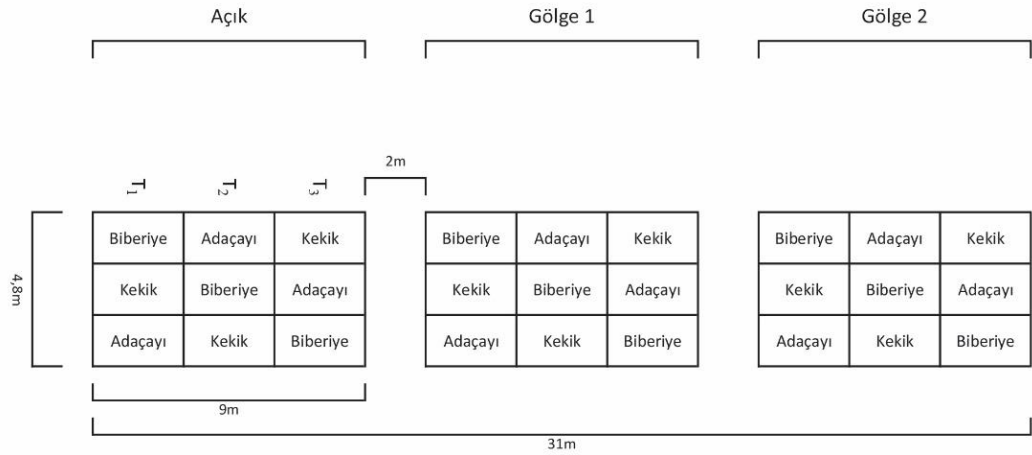 Açık Gölge 1 Gölge 2
2m
T1 T2 T3
Biberiye Adaçayı Kekik Biberiye Adaçayı Kekik Biberiye Adaçayı Kekik
Kekik Biberiye Adaçayı Kekik Biberiye Adaçayı Kekik Biberiye Adaçayı
4,8m
Adaçayı Kekik Biberiye Adaçayı Kekik Biberiye Adaçayı Kekik Biberiye
9m
31m